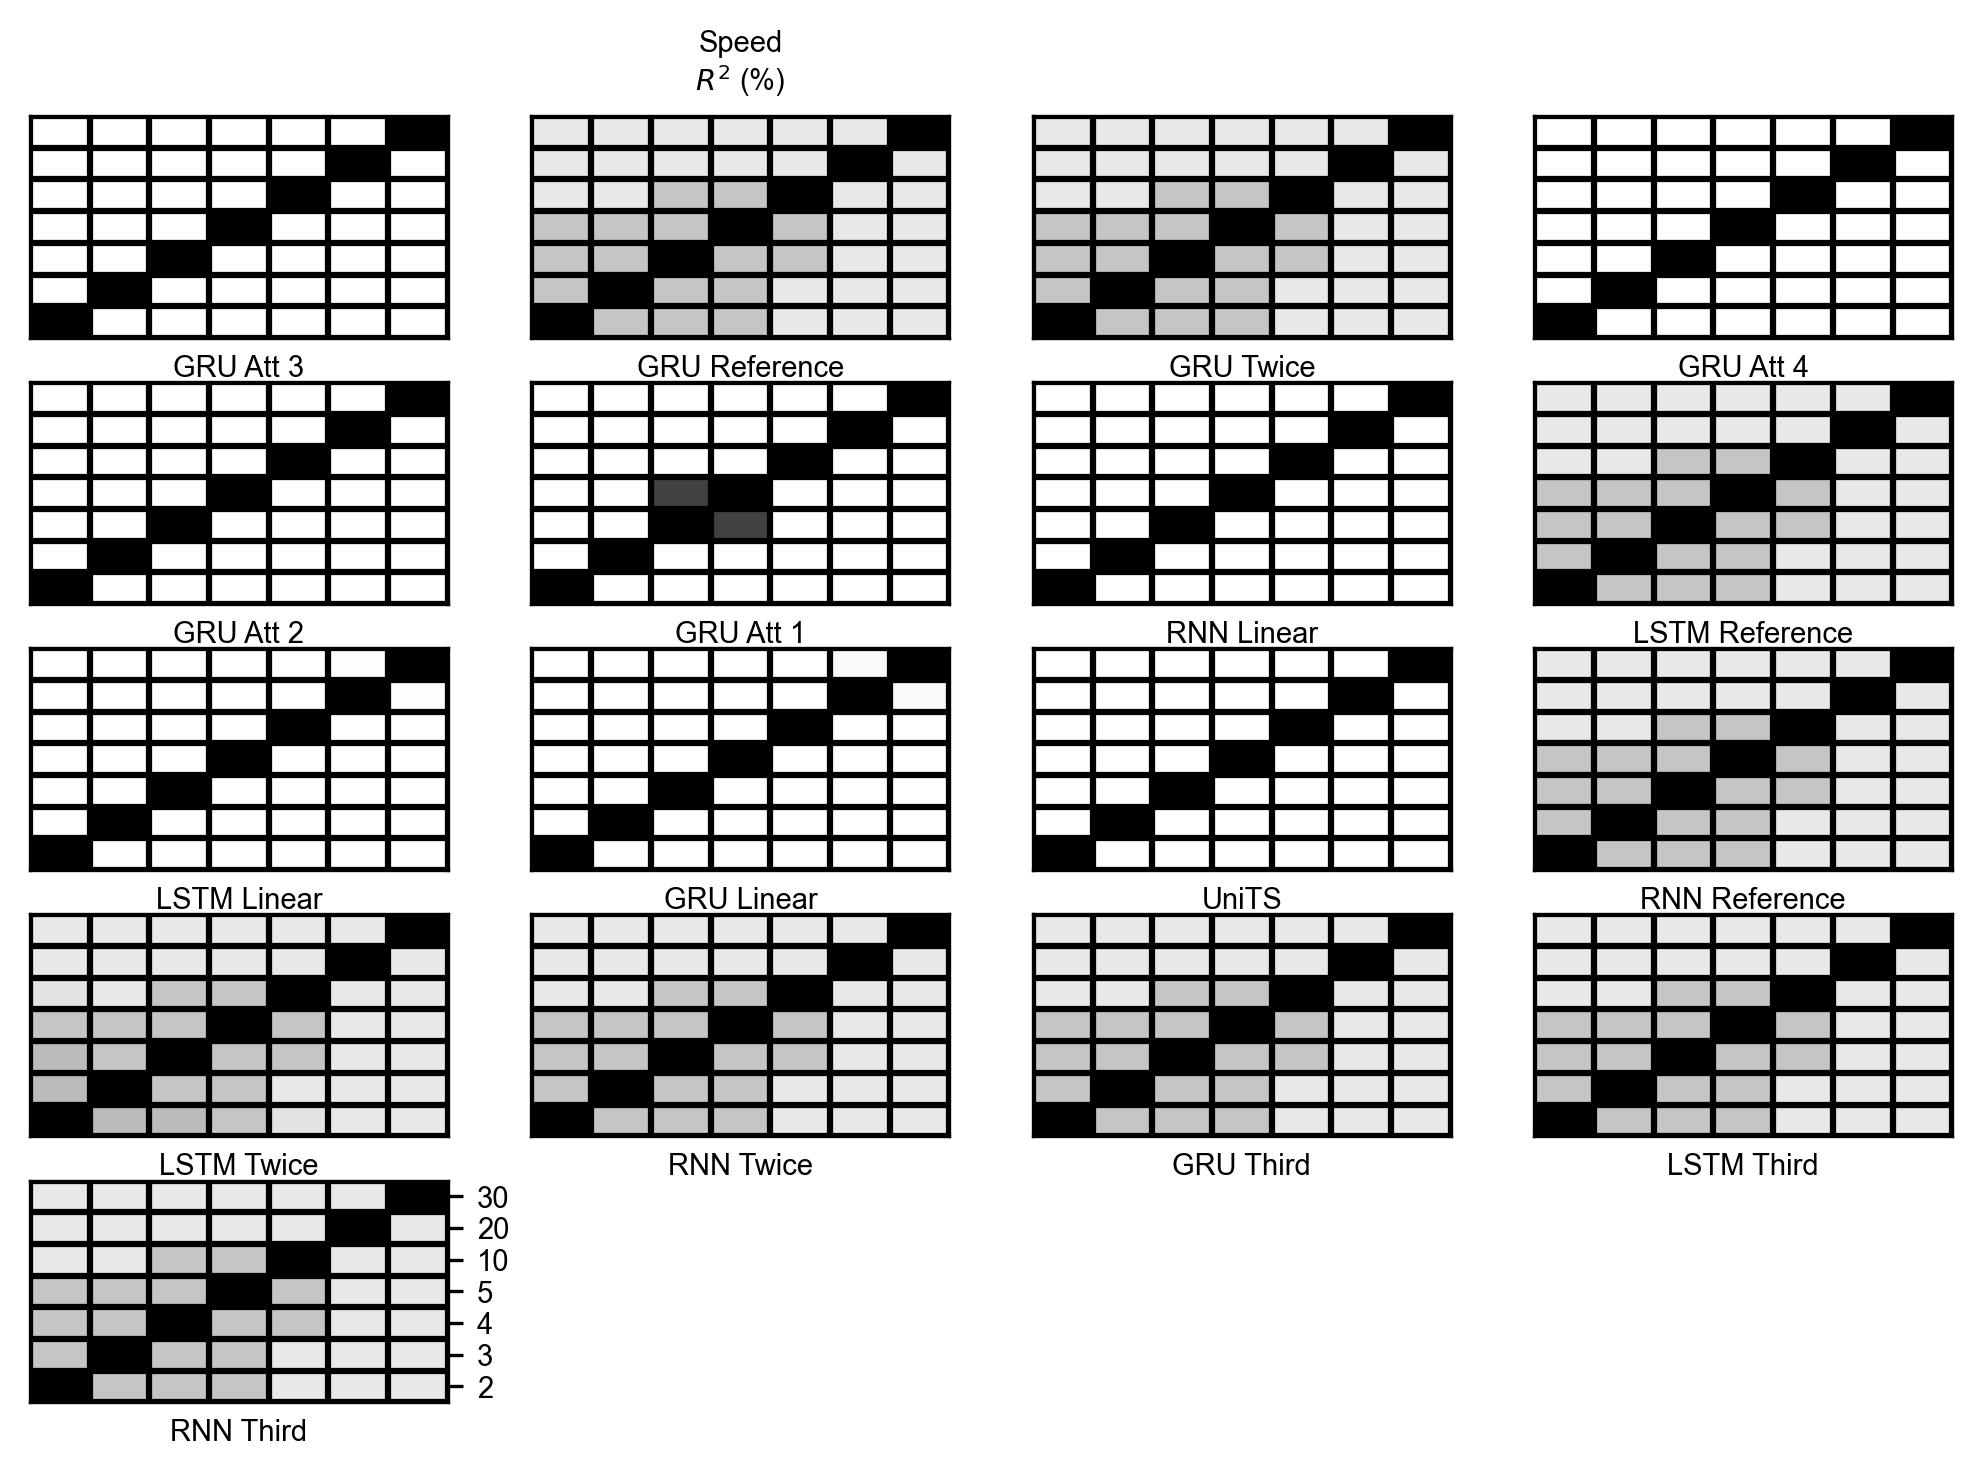 Speed
R² (%)
GRU Att 3
GRU Reference
GRU Twice
GRU Att 4
GRU Att 2
GRU Att 1
RNN Linear
LSTM Reference
LSTM Linear
GRU Linear
UniTS
RNN Reference
LSTM Twice
RNN Twice
GRU Third
LSTM Third
30
20
10
5
4
3
2
RNN Third